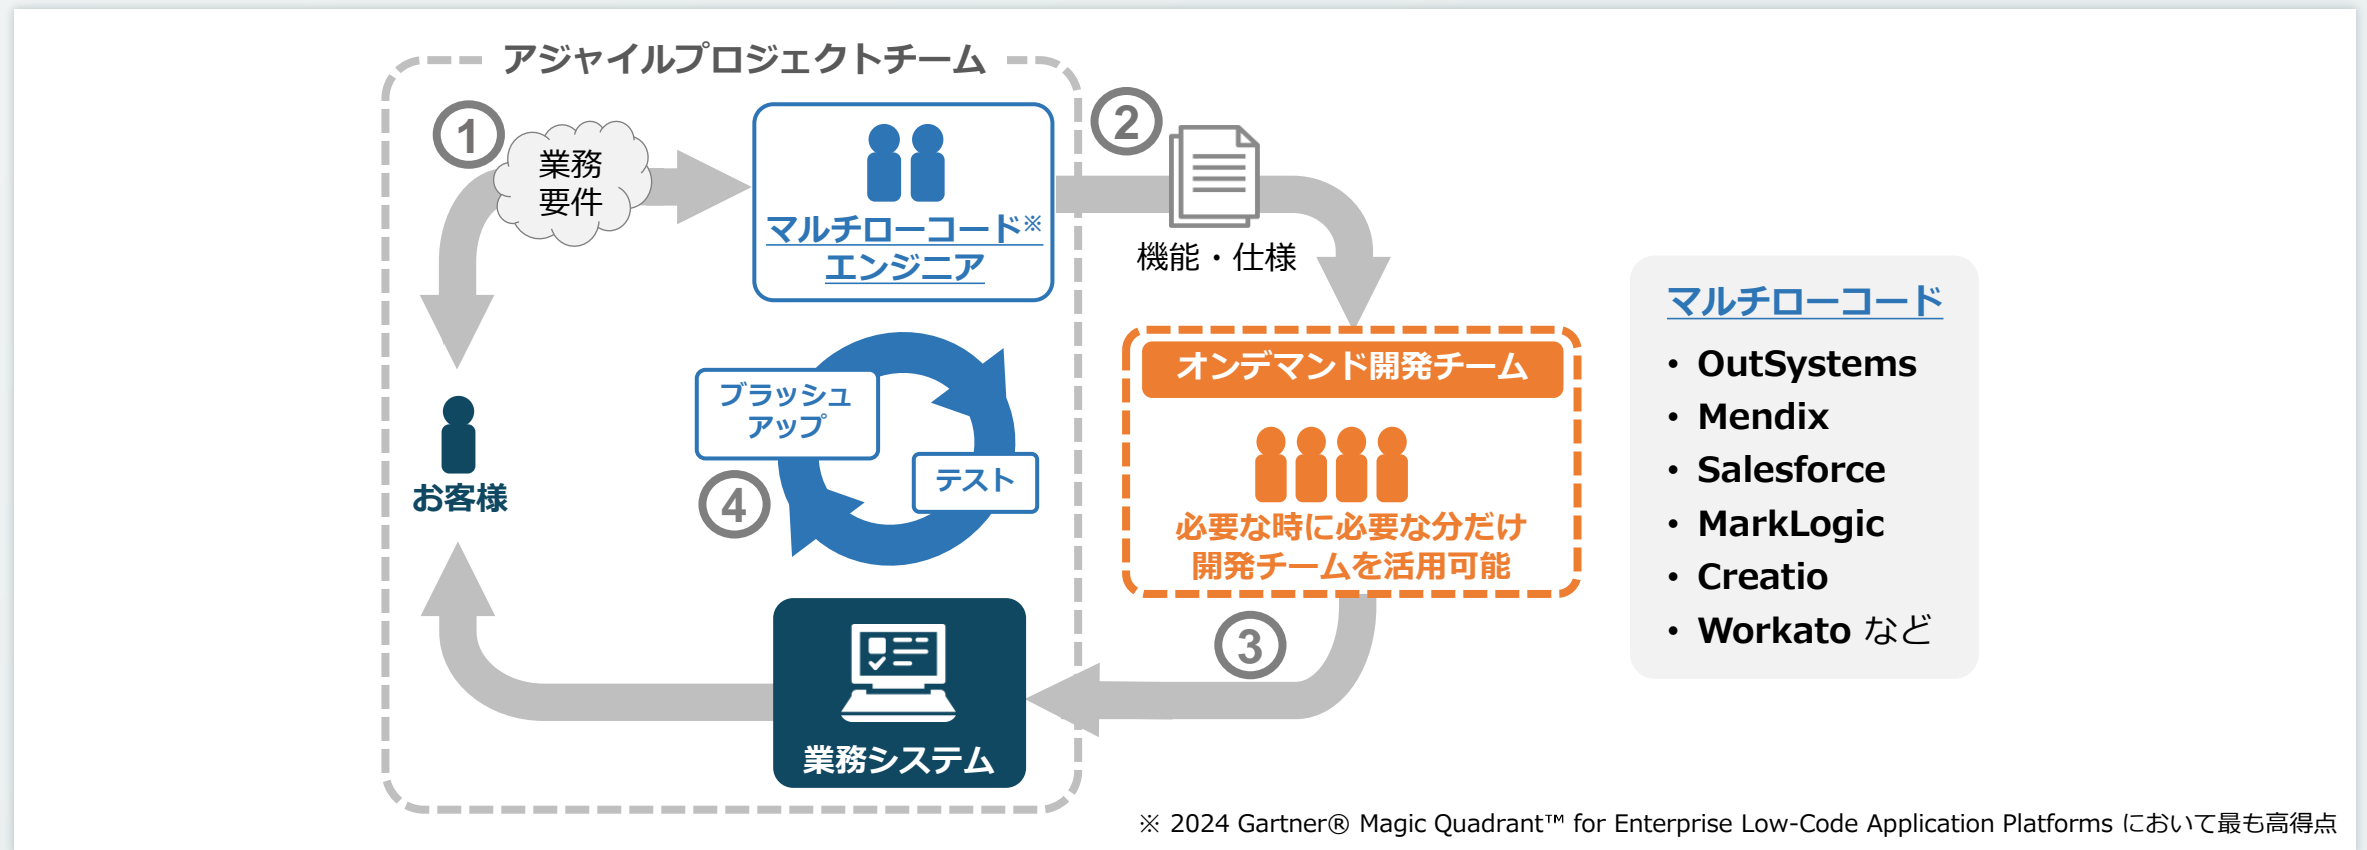 アジャイルプロジェクトチーム
1
業務
要件
マルチローコード※
エンジニア
2
機能・仕様
オンデマンド開発チーム
必要な時に必要な分だけ
開発チームを活用可能
3
ブラッシュ
アップ
テスト
4
お客様
業務システム
マルチローコード
• OutSystems
• Mendix
• Salesforce
• MarkLogic
• Creatio
• Workato など
※ 2024 Gartner® Magic Quadrant™ for Enterprise Low-Code Application Platforms において最も高得点